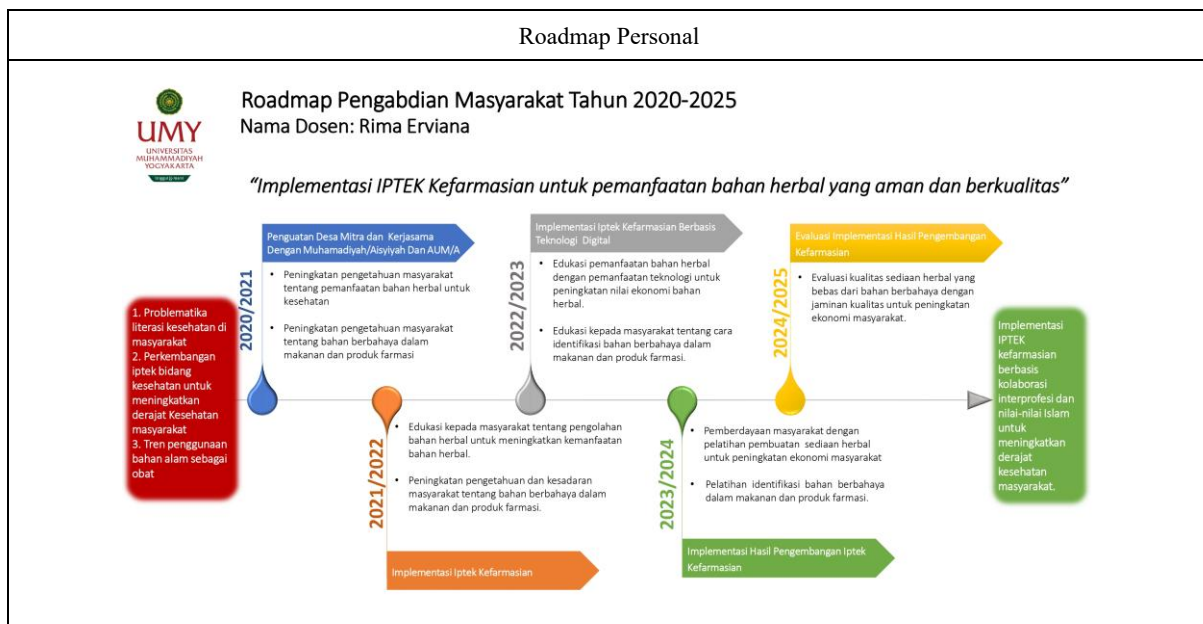 Roadmap Personal
UMY
UNIVERSITAS
MUHAMMADIYAH
YOGYAKARTA
Roadmap Pengabdian Masyarakat Tahun 2020-2025
Nama Dosen: Rima Erviana
“Implementasi IPTEK Kefarmasian untuk pemanfaatan bahan herbal yang aman dan berkualitas”
1. Problematika
literasi kesehatan di
masyarakat
2. Perkembangan
iptek bidang
kesehatan untuk
meningkatkan
derajat Kesehatan
masyarakat
3. Tren penggunaan
bahan alam sebagai
obat
2020/2021
Penguatan Desa Mitra dan Kerjasama
Dengan Muhamadiyah/Aisyiyah Dan AUM/A
• Peningkatan pengetahuan masyarakat
tentang pemanfaatan bahan herbal untuk
kesehatan
• Peningkatan pengetahuan masyarakat
tentang bahan berbahaya dalam
makanan dan produk farmasi
2021/2022
• Edukasi kepada masyarakat tentang pengolahan
bahan herbal untuk meningkatkan kemanfaatan
bahan herbal.
• Peningkatan pengetahuan dan kesadaran
masyarakat tentang bahan berbahaya dalam
makanan dan produk farmasi.
Implementasi Iptek Kefarmasian
2022/2023
Implementasi Iptek Kefarmasian Berbasis
Teknologi Digital
• Edukasi pemanfaatan bahan herbal
dengan pemanfaatan teknologi untuk
peningkatan nilai ekonomi bahan
herbal.
• Edukasi kepada masyarakat tentang cara
identifikasi bahan berbahaya dalam
makanan dan produk farmasi.
2023/2024
• Pemberdayaan masyarakat dengan
pelatihan pembuatan sediaan herbal
untuk peningkatan ekonomi masyarakat
• Pelatihan identifikasi bahan berbahaya
dalam makanan dan produk farmasi.
Implementasi Hasil Pengembangan Iptek
Kefarmasian
2024/2025
Evaluasi Implementasi Hasil Pengembangan
Kefarmasian
• Evaluasi kualitas sediaan herbal yang
bebas dari bahan berbahaya dengan
jaminan kualitas untuk peningkatan
ekonomi masyarakat.
Implementasi
IPTEK
kefarmasian
berbasis
kolaborasi
interprofesi dan
nilai-nilai Islam
untuk
meningkatkan
derajat
kesehatan
masyarakat.